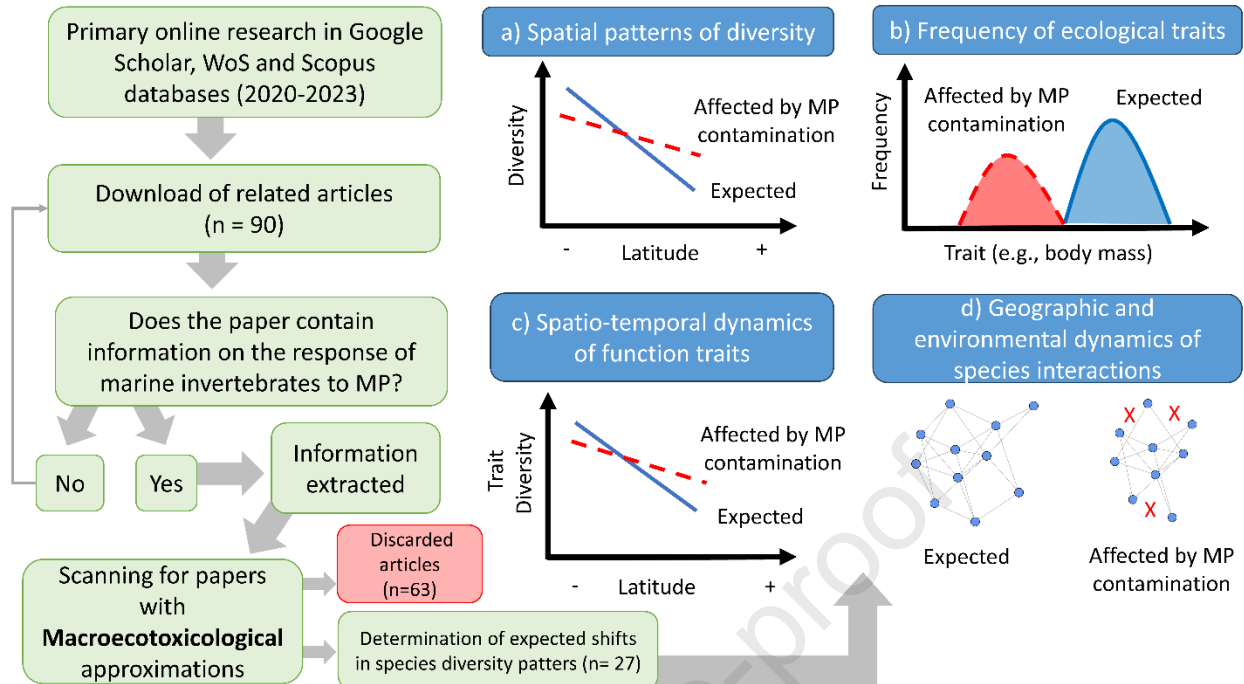 Primary online research in Google
Scholar, WoS and Scopus
databases (2020-2023)
Download of related articles
(n = 90)
Does the paper contain
information on the response of
marine invertebrates to MP?
No
Yes
Information
extracted
Scanning for papers
with
Macroecotoxicological
approximations
Discarded
articles
(n=63)
Determination of expected shifts
in species diversity patters (n= 27)
a) Spatial patterns of diversity
Diversity
Affected by MP
contamination
Expected
- Latitude +
b) Frequency of ecological traits
Frequency
Affected by MP
contamination
Expected
Trait (e.g., body mass)
c) Spatio-temporal dynamics
of function traits
Trait
Diversity
Affected by MP
contamination
Expected
- Latitude +
d) Geographic and
environmental dynamics of
species interactions
X X
X
Expected
Affected by MP
contamination
-proof